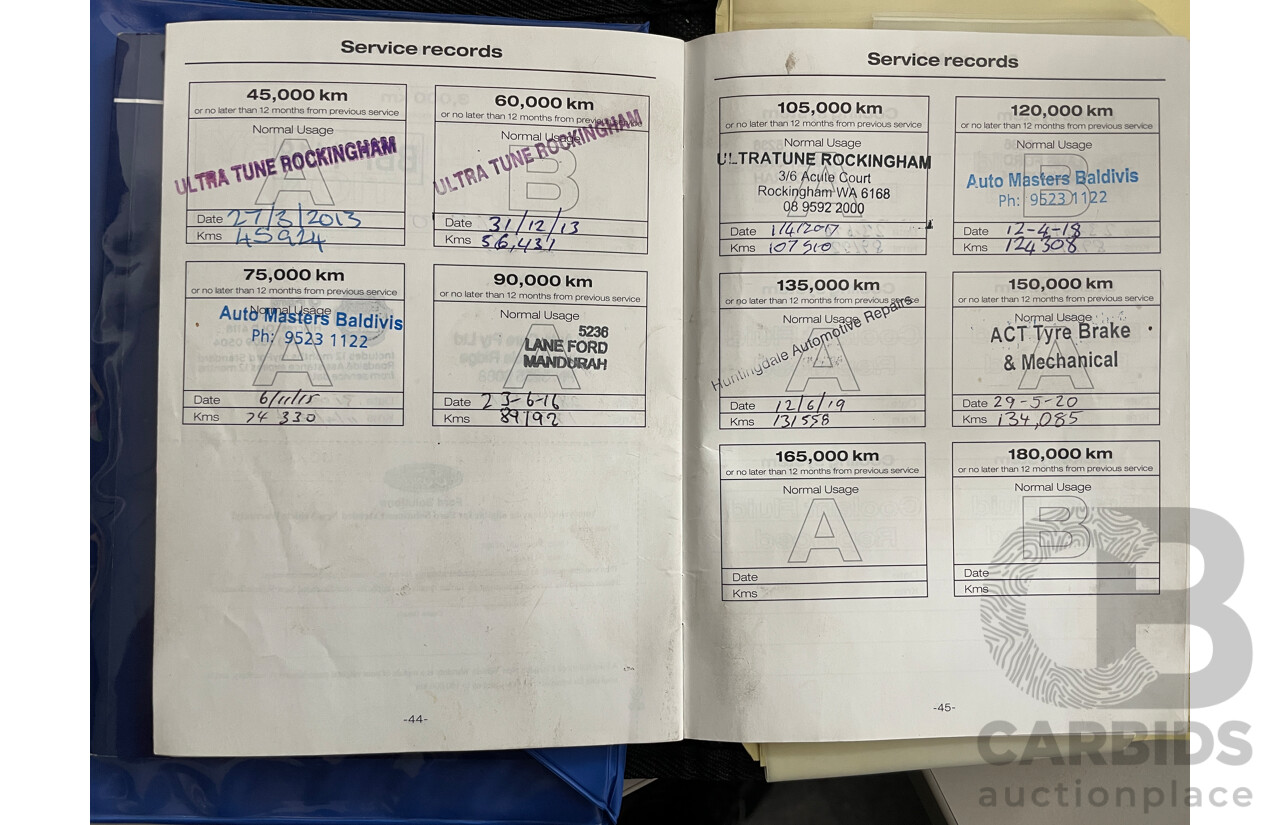 Service records
45,000 km
or no later than 12 months from previous service
Normal Usage
A
ULTRA TUNE ROCKINGHAM
Date 27/3/2013
Kms 45924
60,000 km
or no later than 12 months from previous service
Normal Usage
B
ULTRA TUNE ROCKINGHAM
Date 31/12/13
Kms 56,437
75,000 km
or no later than 12 months from previous service
Normal Usage
A
Auto Masters Baldivis
Ph: 9523 1122
Date 6/11/15
Kms 74 330
90,000 km
or no later than 12 months from previous service
Normal Usage
A
5236
LANE FORD
MANDURAH
Date 23-6-16
Kms 89192
-44-
Service records
105,000 km
or no later than 12 months from previous service
Normal Usage
A
ULTRATUNE ROCKINGHAM
3/6 Acute Court
Rockingham WA 6168
08 9592 2000
Date 1/4/2017
Kms 107910
120,000 km
or no later than 12 months from previous service
Normal Usage
B
Auto Masters Baldivis
Ph: 9523 1122
Date 12-4-18
Kms 124308
135,000 km
or no later than 12 months from previous service
Normal Usage
A
Huntingdale Automotive Repairs
Date 12/6/19
Kms 131558
150,000 km
or no later than 12 months from previous service
Normal Usage
A
ACT Tyre Brake
& Mechanical
Date 29-5-20
Kms 134,085
165,000 km
or no later than 12 months from previous service
Normal Usage
A
Date
Kms
180,000 km
or no later than 12 months from previous service
Normal Usage
B
Date
Kms
-45-
CB
CARBIDS
auctionplace